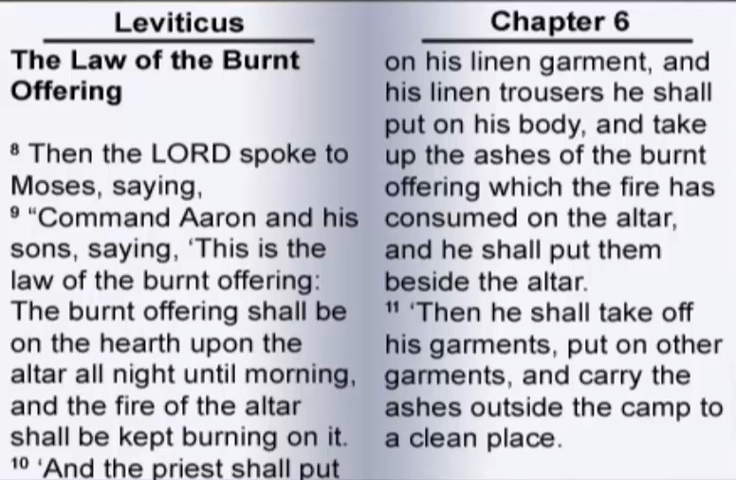 Leviticus
The Law of the Burnt
Offering
⁸ Then the LORD spoke to
Moses, saying,
⁹ “Command Aaron and his
sons, saying, ‘This is the
law of the burnt offering:
The burnt offering shall be
on the hearth upon the
altar all night until morning,
and the fire of the altar
shall be kept burning on it.
¹⁰ ‘And the priest shall put
Chapter 6
on his linen garment, and
his linen trousers he shall
put on his body, and take
up the ashes of the burnt
offering which the fire has
consumed on the altar,
and he shall put them
beside the altar.
¹¹ ‘Then he shall take off
his garments, put on other
garments, and carry the
ashes outside the camp to
a clean place.